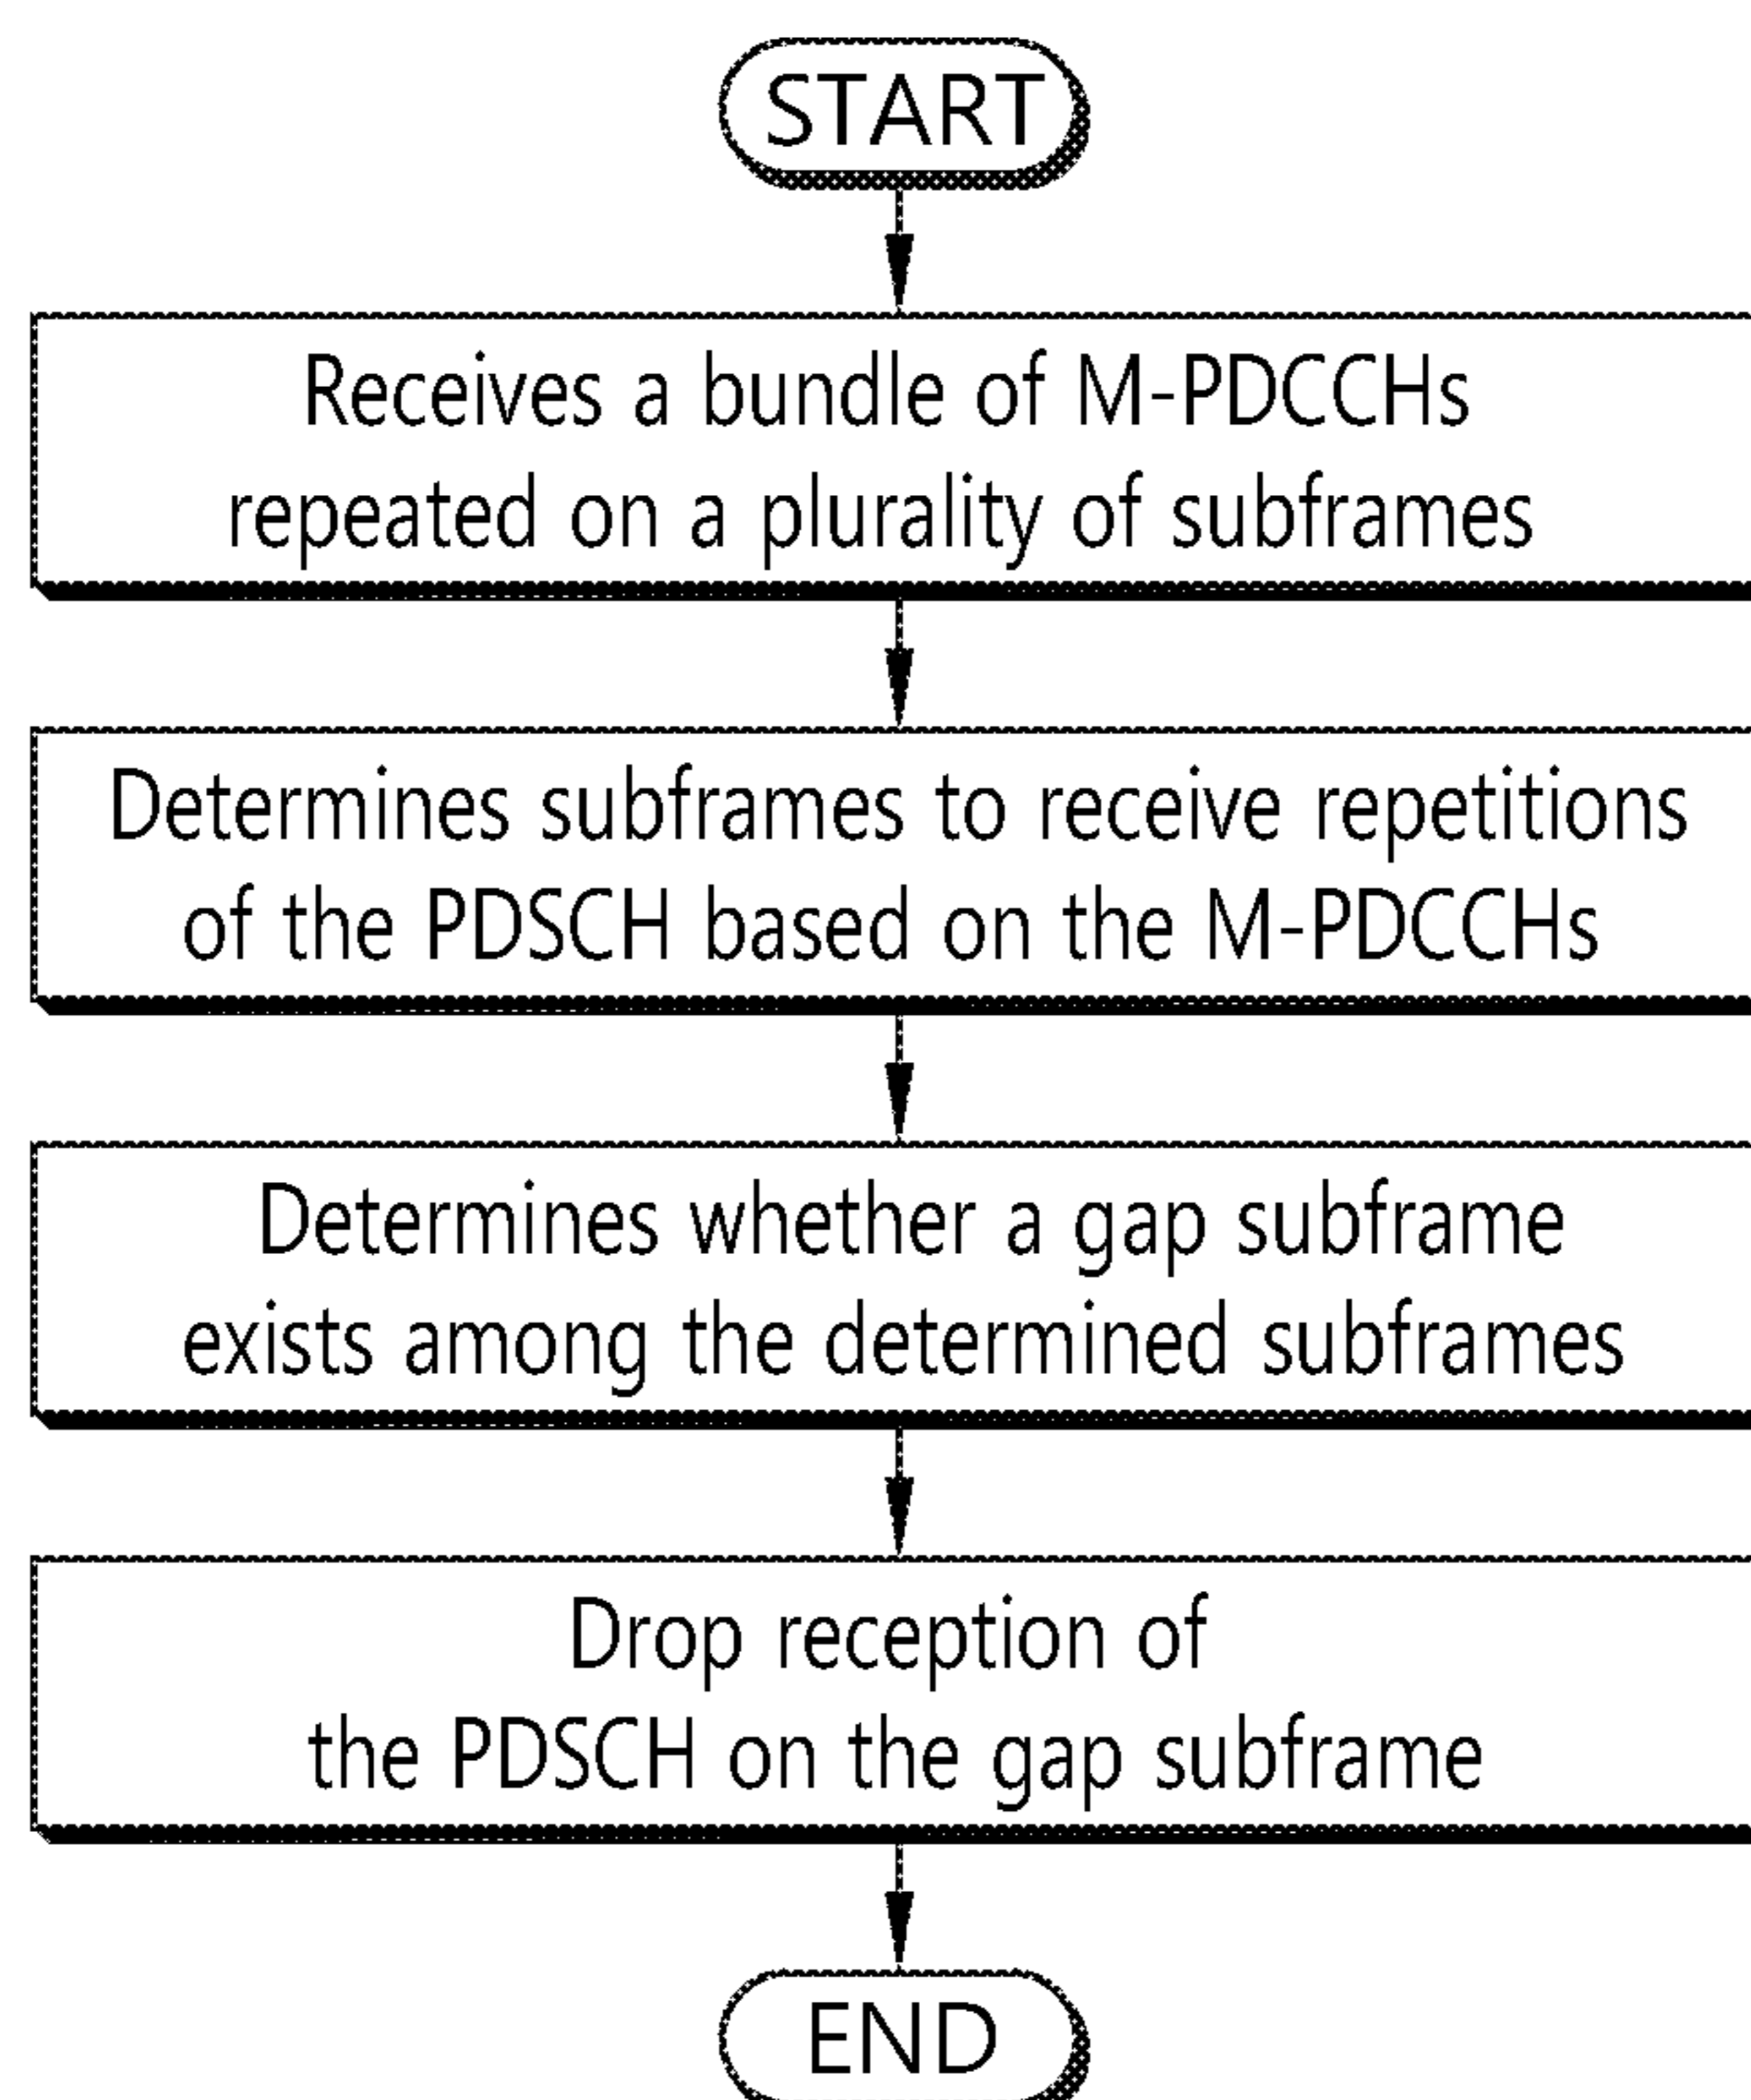 START
Receives a bundle of M-PDCCHs
repeated on a plurality of subframes
Determines subframes to receive repetitions
of the PDSCH based on the M-PDCCHs
Determines whether a gap subframe
exists among the determined subframes
Drop reception of
the PDSCH on the gap subframe
END